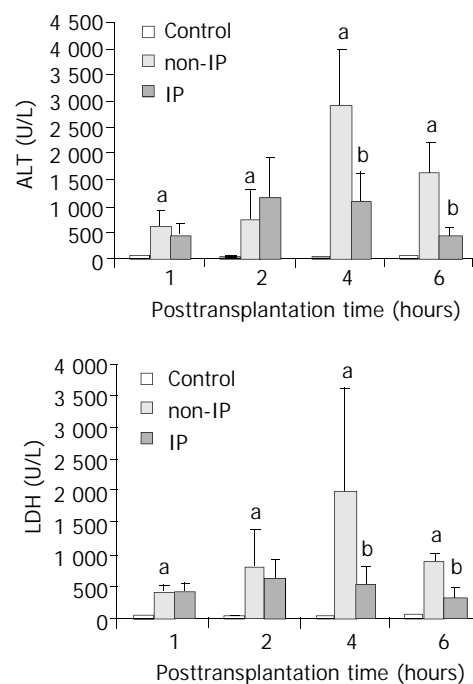 4 500
4 000
3 500
3 000
2 500
2 000
1 500
1 000
500
0
ALT (U/L)
Control
non-IP
IP
a
a
a
b
a
b
1 2 4 6
Posttransplantation time (hours)
4 000
3 500
3 000
2 500
2 000
1 500
1 000
500
0
LDH (U/L)
Control
non-IP
IP
a
a
a
b
a
b
1 2 4 6
Posttransplantation time (hours)